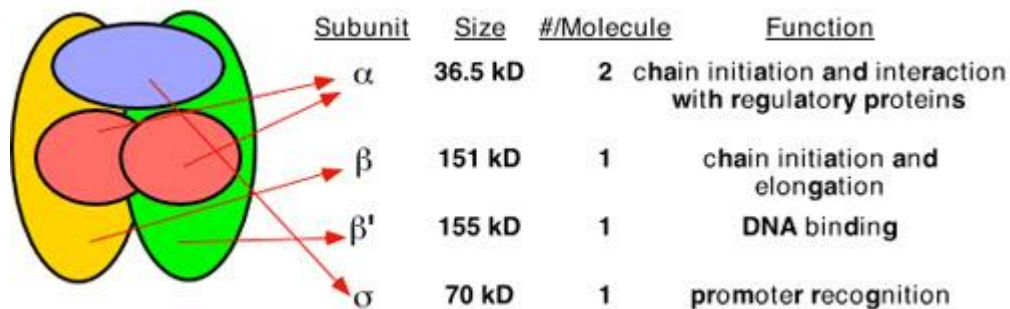 Subunit Size #/Molecule Function
α 36.5 kD 2 chain initiation and interaction
with regulatory proteins
β 151 kD 1 chain initiation and
elongation
β' 155 kD 1 DNA binding
σ 70 kD 1 promoter recognition